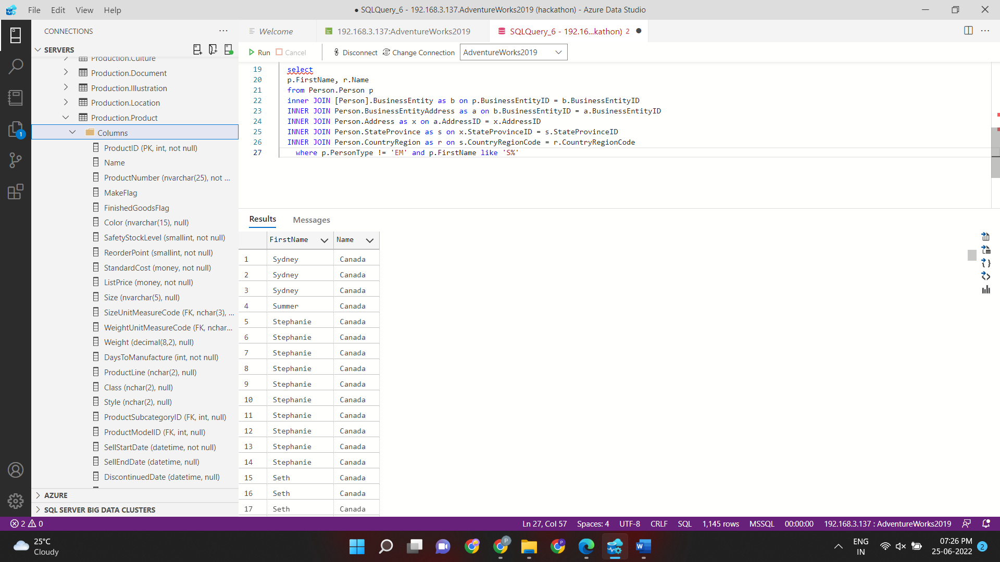 File Edit View Help
● SQLQuery_6 - 192.168.3.137.AdventureWorks2019 (hackathon) - Azure Data Studio
CONNECTIONS
Welcome
192.168.3.137:AdventureWorks2019
SQLQuery_6 - 192.16...kathon) 2
SERVERS
Run Cancel Disconnect Change Connection AdventureWorks2019
Production.Culture
Production.Document
Production.Illustration
Production.Location
Production.Product
Columns
ProductID (PK, int, not null)
Name
ProductNumber (nvarchar(25), not ...
MakeFlag
FinishedGoodsFlag
Color (nvarchar(15), null)
SafetyStockLevel (smallint, not null)
ReorderPoint (smallint, not null)
StandardCost (money, not null)
ListPrice (money, not null)
Size (nvarchar(5), null)
SizeUnitMeasureCode (FK, nchar(3), ...
WeightUnitMeasureCode (FK, nchar...
Weight (decimal(8,2), null)
DaysToManufacture (int, not null)
ProductLine (nchar(2), null)
Class (nchar(2), null)
Style (nchar(2), null)
ProductSubcategoryID (FK, int, null)
ProductModelID (FK, int, null)
SellStartDate (datetime, not null)
SellEndDate (datetime, null)
DiscontinuedDate (datetime, null)
AZURE
SQL SERVER BIG DATA CLUSTERS
1
19 select
20 p.FirstName, r.Name
21 from Person.Person p
22 inner JOIN [Person].BusinessEntity as b on p.BusinessEntityID = b.BusinessEntityID
23 INNER JOIN Person.BusinessEntityAddress as a on b.BusinessEntityID = a.BusinessEntityID
24 INNER JOIN Person.Address as x on a.AddressID = x.AddressID
25 INNER JOIN Person.StateProvince as s on x.StateProvinceID = s.StateProvinceID
26 INNER JOIN Person.CountryRegion as r on s.CountryRegionCode = r.CountryRegionCode
27 where p.PersonType != 'EM' and p.FirstName like 'S%'
Results Messages
FirstName Name
1 Sydney Canada
2 Sydney Canada
3 Sydney Canada
4 Summer Canada
5 Stephanie Canada
6 Stephanie Canada
7 Stephanie Canada
8 Stephanie Canada
9 Stephanie Canada
10 Stephanie Canada
11 Stephanie Canada
12 Stephanie Canada
13 Stephanie Canada
14 Stephanie Canada
15 Seth Canada
16 Seth Canada
17 Seth Canada
2 0
Ln 27, Col 57 Spaces: 4 UTF-8 CRLF SQL 1,145 rows MSSQL 00:00:00 192.168.3.137 : AdventureWorks2019
25°C
Cloudy
P
P
W
ENG
IN
07:26 PM
25-06-2022
2